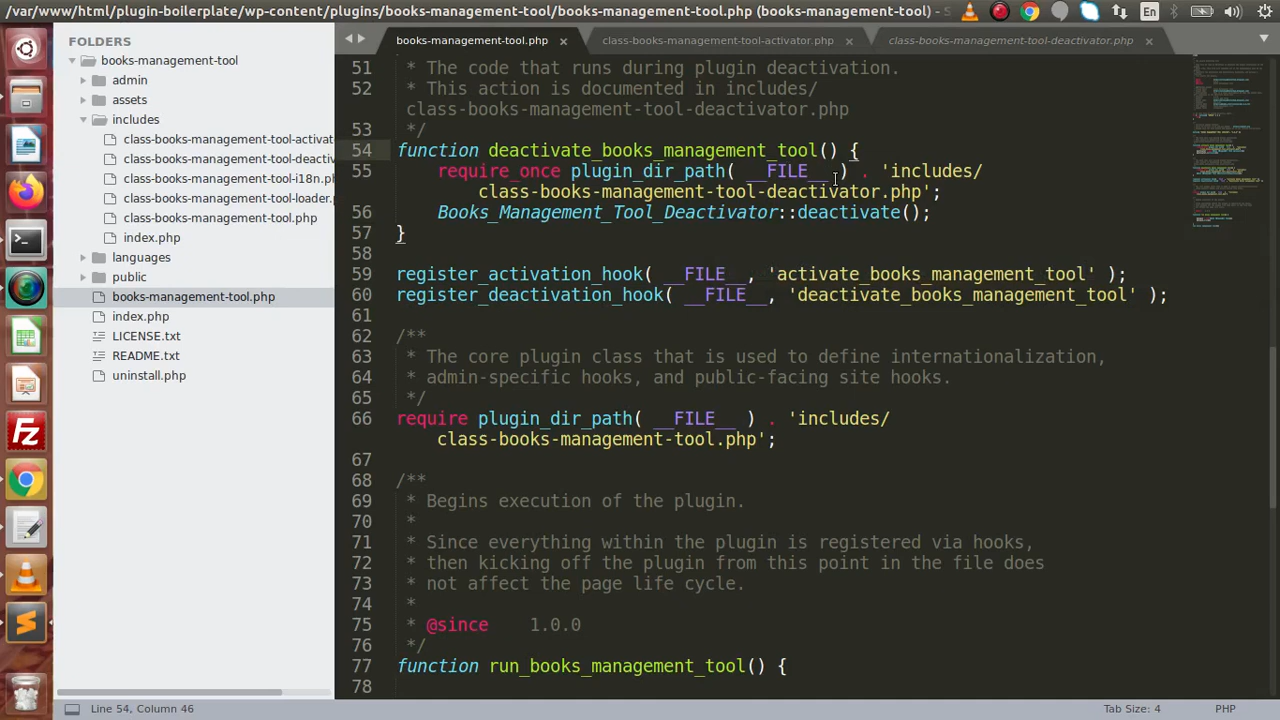 /var/www/html/plugin-boilerplate/wp-content/plugins/books-management-tool/books-management-tool.php (books-management-tool) - S
En
FOLDERS
books-management-tool
admin
assets
includes
class-books-management-tool-activat
class-books-management-tool-deactiv
class-books-management-tool-i18n.ph
class-books-management-tool-loader.
class-books-management-tool.php
index.php
languages
public
books-management-tool.php
index.php
LICENSE.txt
README.txt
uninstall.php
books-management-tool.php
class-books-management-tool-activator.php
class-books-management-tool-deactivator.php
51 * The code that runs during plugin deactivation.
52 * This action is documented in includes/
class-books-management-tool-deactivator.php
53 */
54 function deactivate_books_management_tool() {
55 require_once plugin_dir_path( __FILE__ ) . 'includes/
class-books-management-tool-deactivator.php';
56 Books_Management_Tool_Deactivator::deactivate();
57 }
58
59 register_activation_hook( __FILE__, 'activate_books_management_tool' );
60 register_deactivation_hook( __FILE__, 'deactivate_books_management_tool' );
61
62 /**
63 * The core plugin class that is used to define internationalization,
64 * admin-specific hooks, and public-facing site hooks.
65 */
66 require plugin_dir_path( __FILE__ ) . 'includes/
class-books-management-tool.php';
67
68 /**
69 * Begins execution of the plugin.
70 *
71 * Since everything within the plugin is registered via hooks,
72 * then kicking off the plugin from this point in the file does
73 * not affect the page life cycle.
74 *
75 * @since 1.0.0
76 */
77 function run_books_management_tool() {
78
Line 54, Column 46
Tab Size: 4
PHP